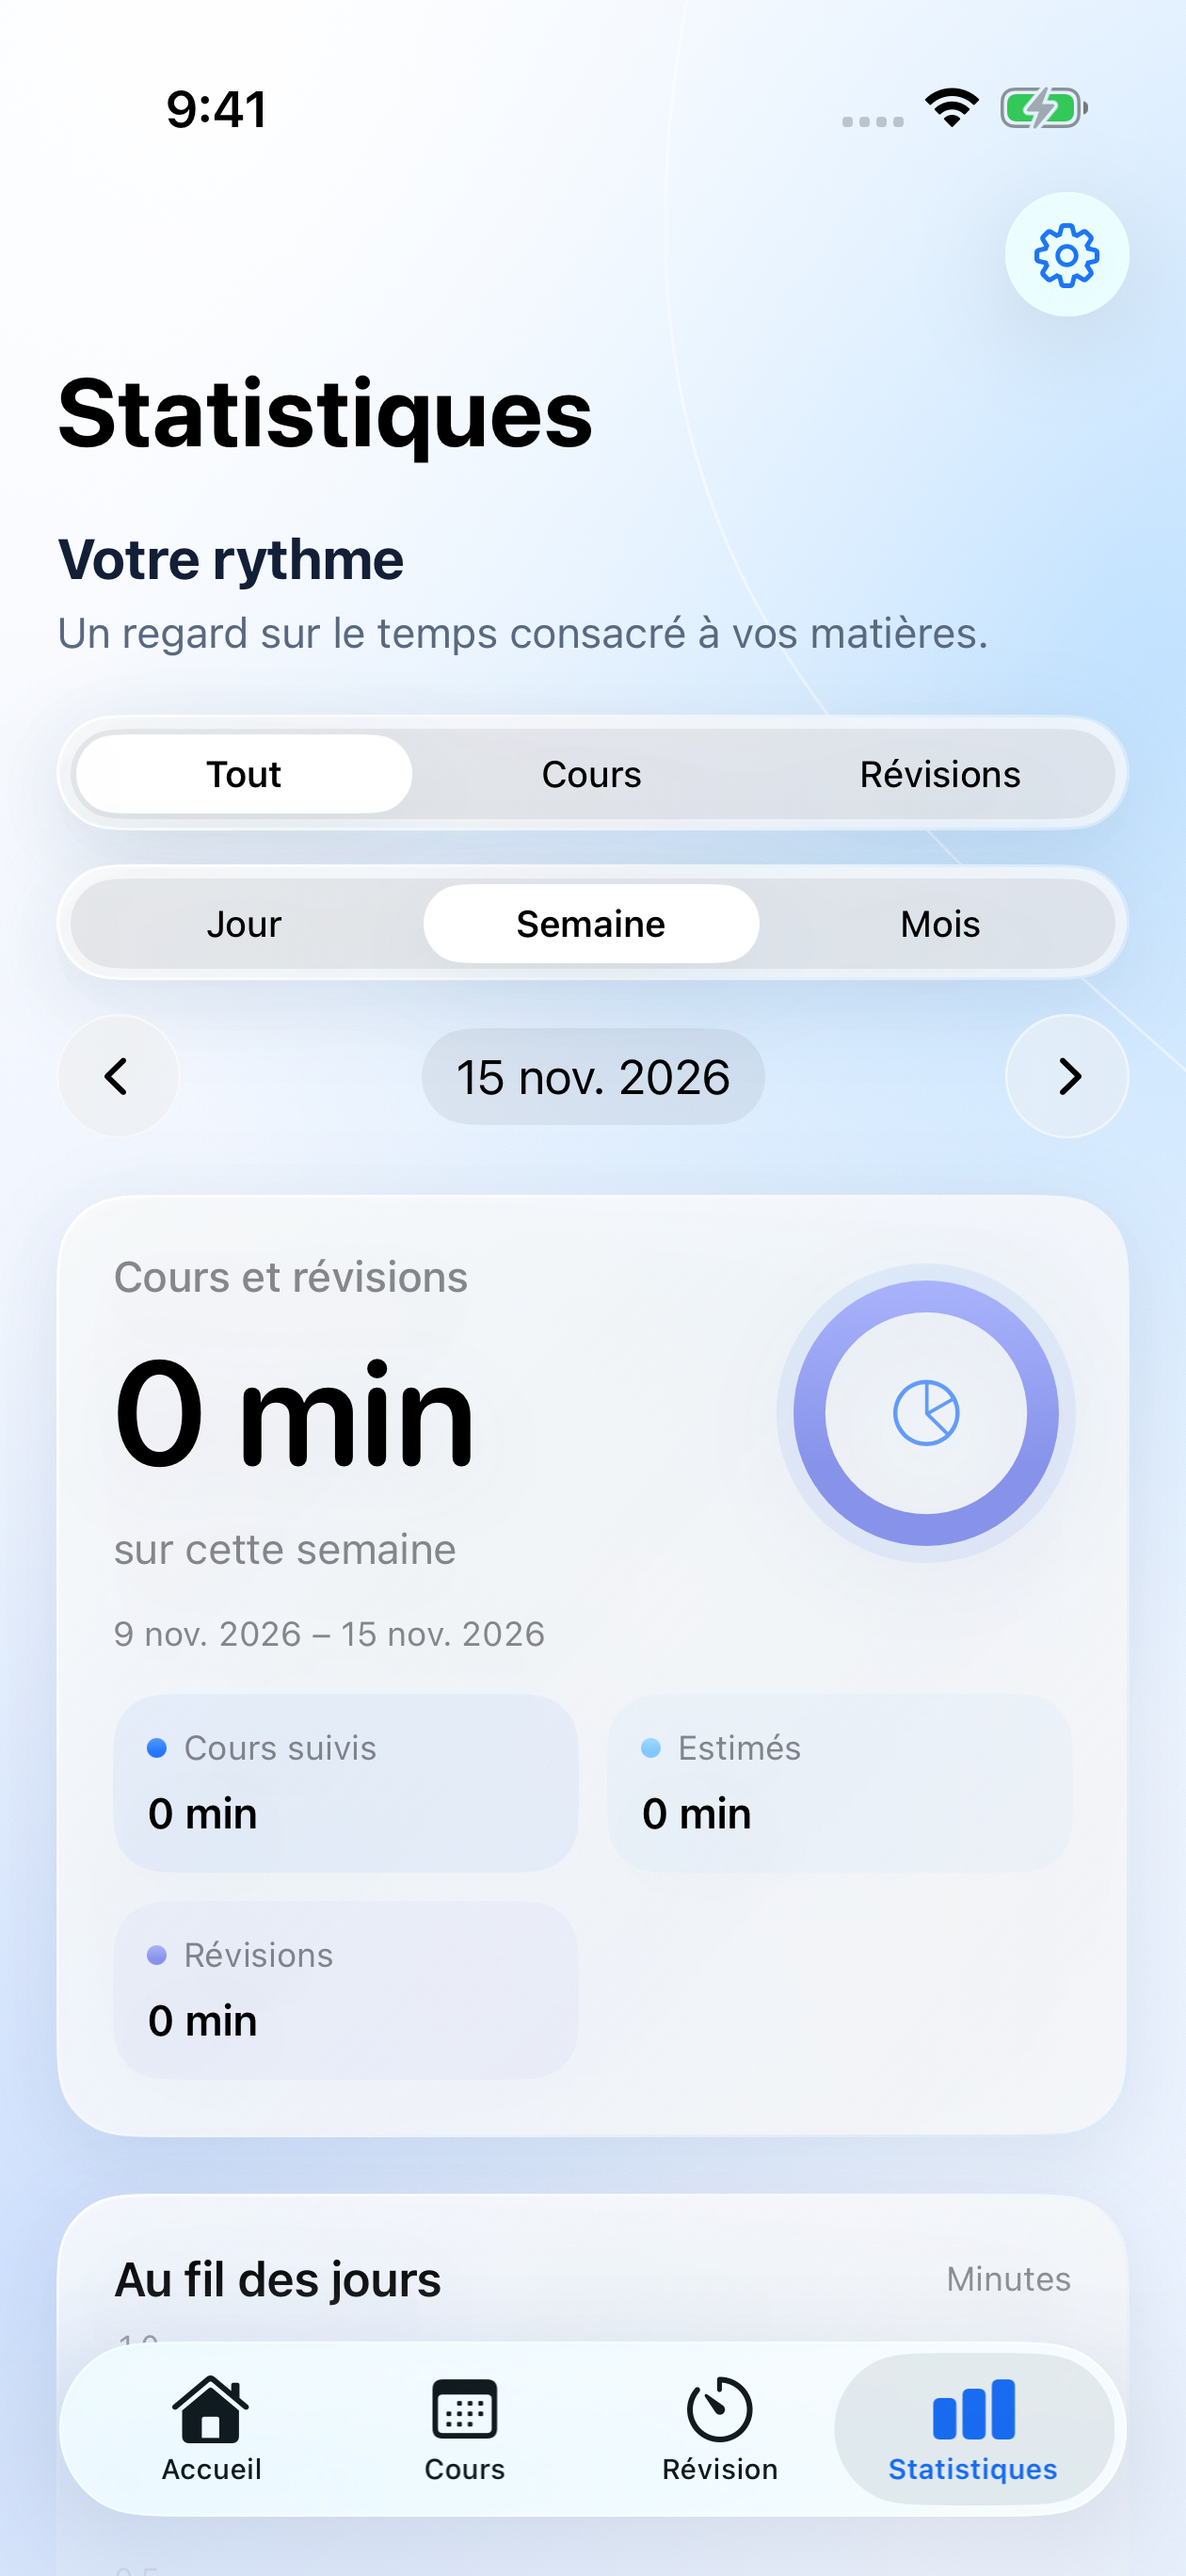 9:41
Statistiques
Votre rythme
Un regard sur le temps consacré à vos matières.
Tout Cours Révisions
Jour Semaine Mois
15 nov. 2026
Cours et révisions
0 min
sur cette semaine
9 nov. 2026 – 15 nov. 2026
Cours suivis Estimés
0 min 0 min
Révisions
0 min
Au fil des jours Minutes
Accueil Cours Révision Statistiques